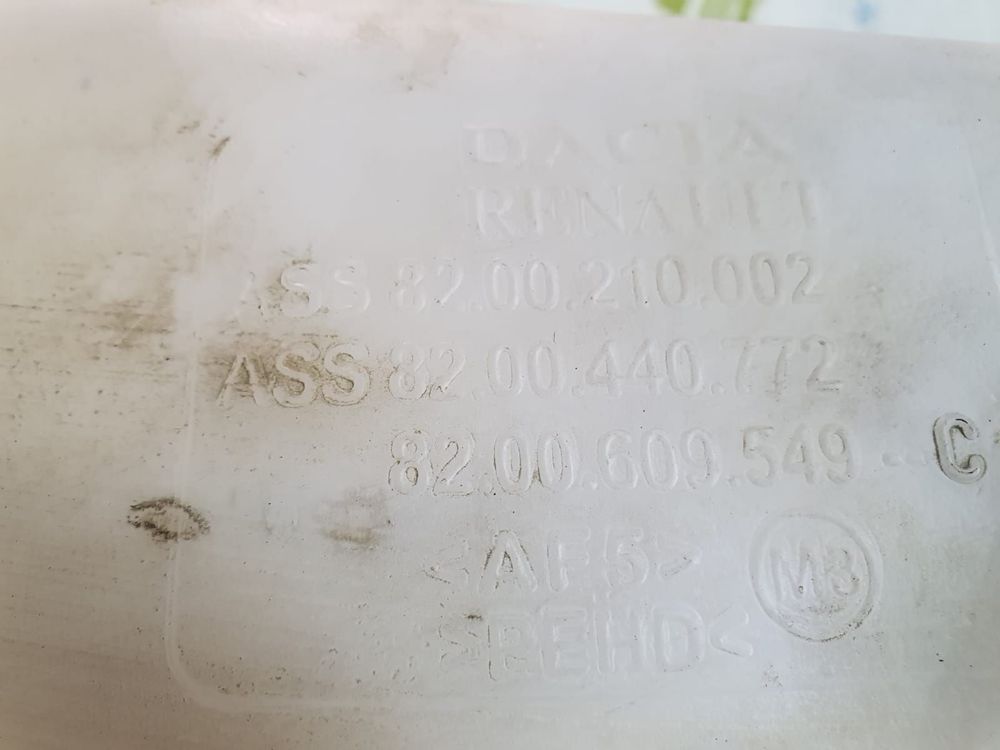 DACIA
RENAULT
ASS 82.00.210.002
ASS 82.00.440.772
82.00.609.549 -- C
<AF5> M3
>PEHD<